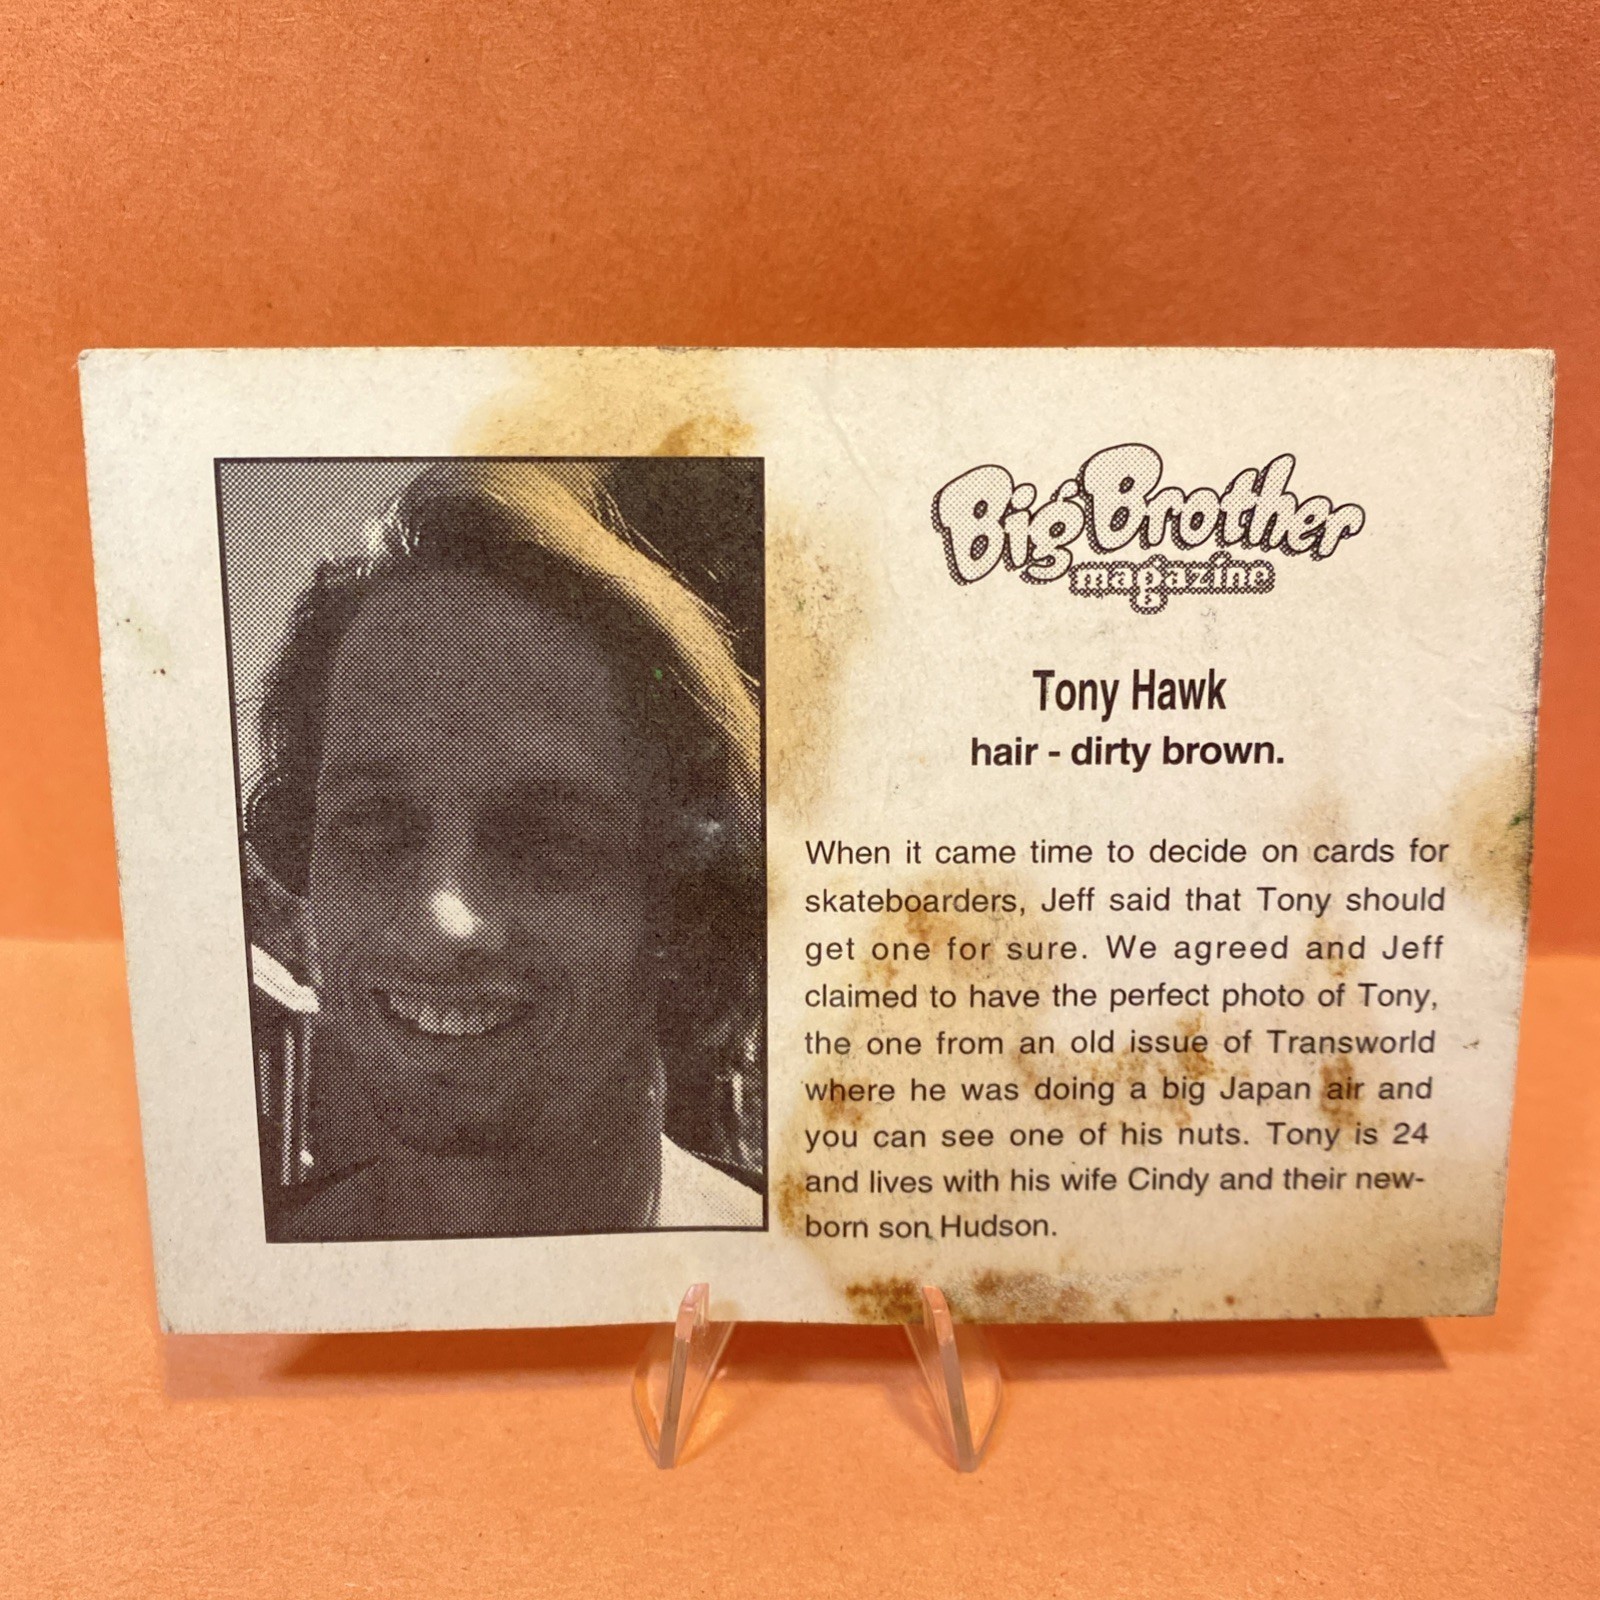 Big Brother
magazine
Tony Hawk
hair - dirty brown.
When it came time to decide on cards for
skateboarders, Jeff said that Tony should
get one for sure. We agreed and Jeff
claimed to have the perfect photo of Tony,
the one from an old issue of Transworld
where he was doing a big Japan air and
you can see one of his nuts. Tony is 24
and lives with his wife Cindy and their new-
born son Hudson.